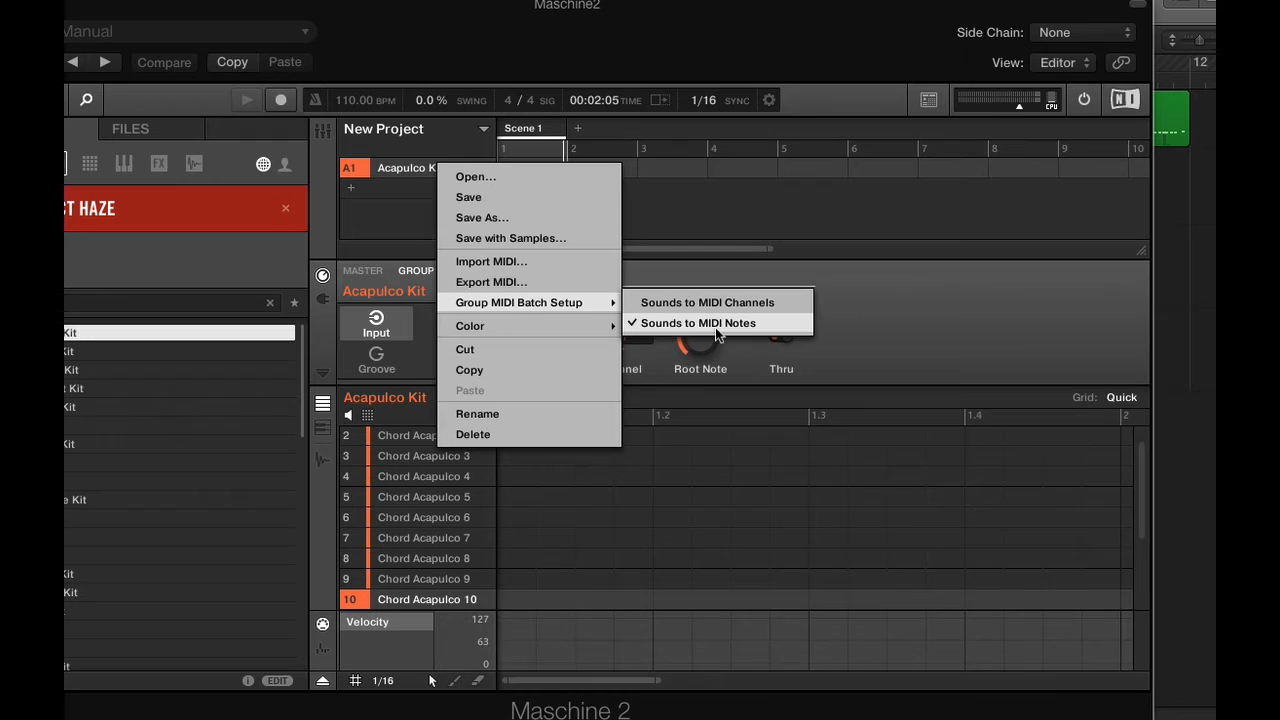 Maschine2
Manual
Side Chain: None
Compare Copy Paste
View: Editor
12
110.00 BPM 0.0 % SWING 4 / 4 SIG 00:02:05 TIME 1/16 SYNC
CPU
NI
FILES
New Project
Scene 1
1 2 3 4 5 6 7 8 9 10
A1 Acapulco K
CT HAZE
Open...
Save
Save As...
Save with Samples...
Import MIDI...
Export MIDI...
Group MIDI Batch Setup
Color
Cut
Copy
Paste
Rename
Delete
Sounds to MIDI Channels
Sounds to MIDI Notes
MASTER GROUP
Acapulco Kit
Input
Groove
nel Root Note Thru
Kit
Kit
Kit
t Kit
Kit
Kit
e Kit
Kit
Kit
it
Acapulco Kit
Grid: Quick
1.2 1.3 1.4 2
2 Chord Acap
3 Chord Acapulco 3
4 Chord Acapulco 4
5 Chord Acapulco 5
6 Chord Acapulco 6
7 Chord Acapulco 7
8 Chord Acapulco 8
9 Chord Acapulco 9
10 Chord Acapulco 10
Velocity 127
63
0
EDIT
1/16
Maschine 2